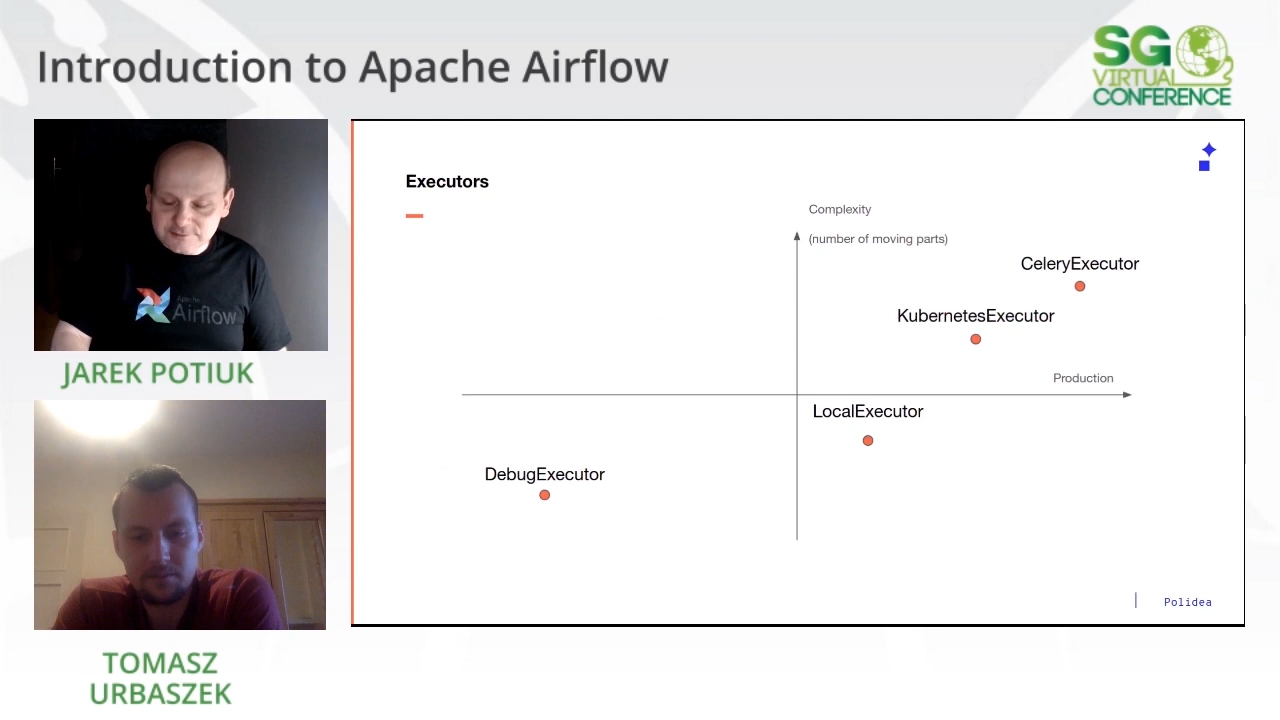 Introduction to Apache Airflow
SG
VIRTUAL
CONFERENCE
Apache
Airflow
JAREK POTIUK
TOMASZ
URBASZEK
Executors
Complexity
(number of moving parts)
CeleryExecutor
KubernetesExecutor
Production
LocalExecutor
DebugExecutor
Polidea